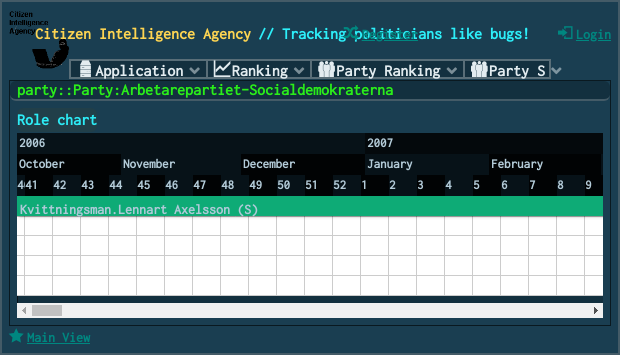 Citizen
Intelligence
Agency
Citizen Intelligence Agency // Tracking politicians like bugs!
Register
Login
Application Ranking Party Ranking Party S
party::Party:Arbetarepartiet-Socialdemokraterna
Role chart
2006 2007
October November December January February
41 42 43 44 45 46 47 48 49 50 51 52 1 2 3 4 5 6 7 8 9
Kvittningsman.Lennart Axelsson (S)
Main View